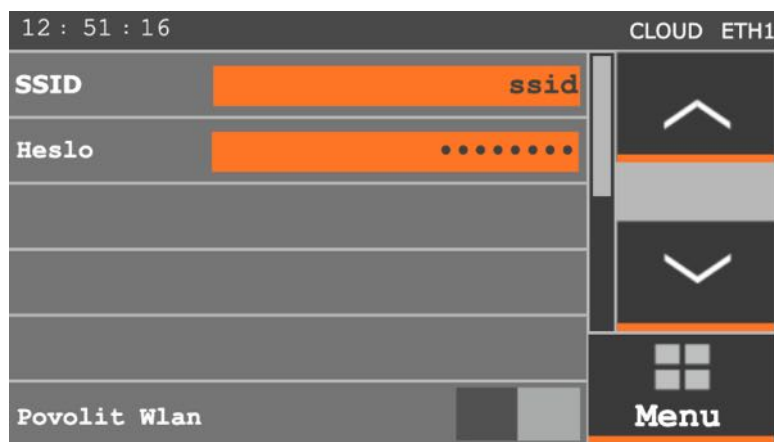 12:51:16 CLOUD ETH1
SSID ssid
Heslo ••••••••
Povolit Wlan
Menu